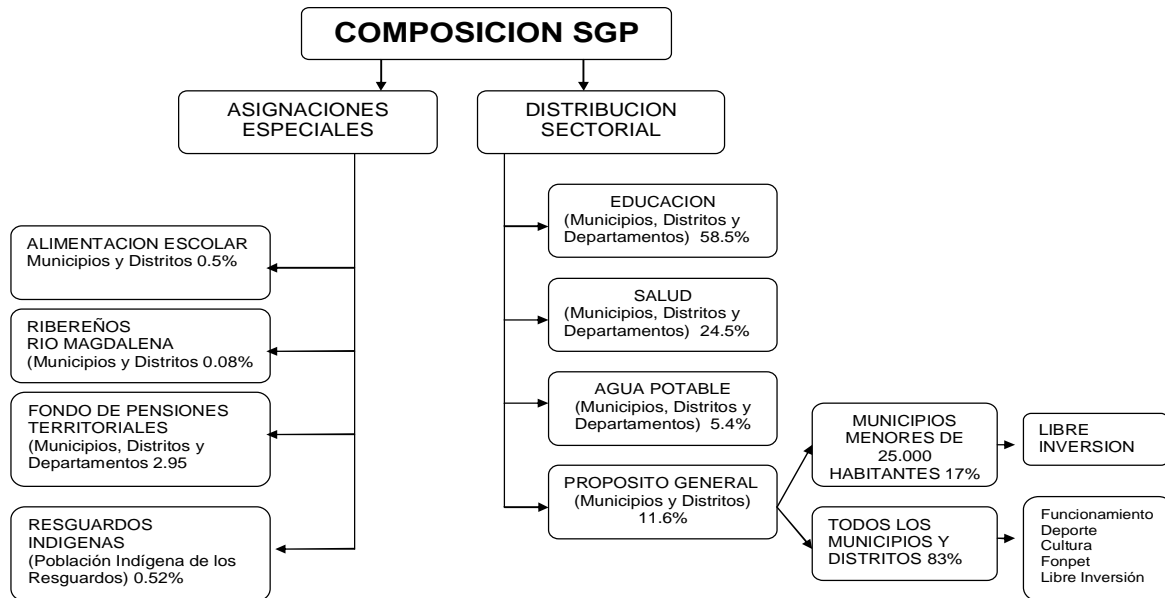 COMPOSICION SGP
ASIGNACIONES
ESPECIALES
DISTRIBUCION
SECTORIAL
ALIMENTACION ESCOLAR
Municipios y Distritos 0.5%
RIBEREÑOS
RIO MAGDALENA
(Municipios y Distritos 0.08%
FONDO DE PENSIONES
TERRITORIALES
(Municipios, Distritos y
Departamentos 2.95
RESGUARDOS
INDIGENAS
(Población Indígena de los
Resguardos) 0.52%
EDUCACION
(Municipios, Distritos y
Departamentos) 58.5%
SALUD
(Municipios, Distritos y
Departamentos) 24.5%
AGUA POTABLE
(Municipios, Distritos y
Departamentos) 5.4%
PROPOSITO GENERAL
(Municipios y Distritos)
11.6%
MUNICIPIOS
MENORES DE
25.000
HABITANTES 17%
LIBRE
INVERSION
TODOS LOS
MUNICIPIOS Y
DISTRITOS 83%
Funcionamiento
Deporte
Cultura
Fonpet
Libre Inversión